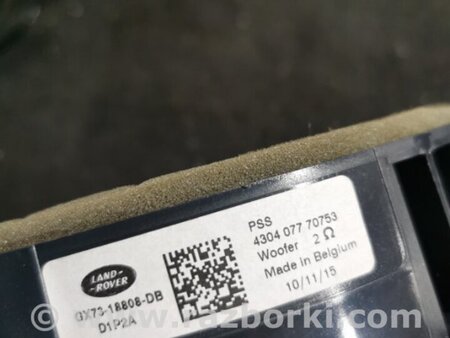 LAND-
-ROVER
GX73-18808-DB
D1P2A
PSS
4304 077 70753
Woofer 2 Ω
Made in Belgium
10/11/15
www.razborki.com